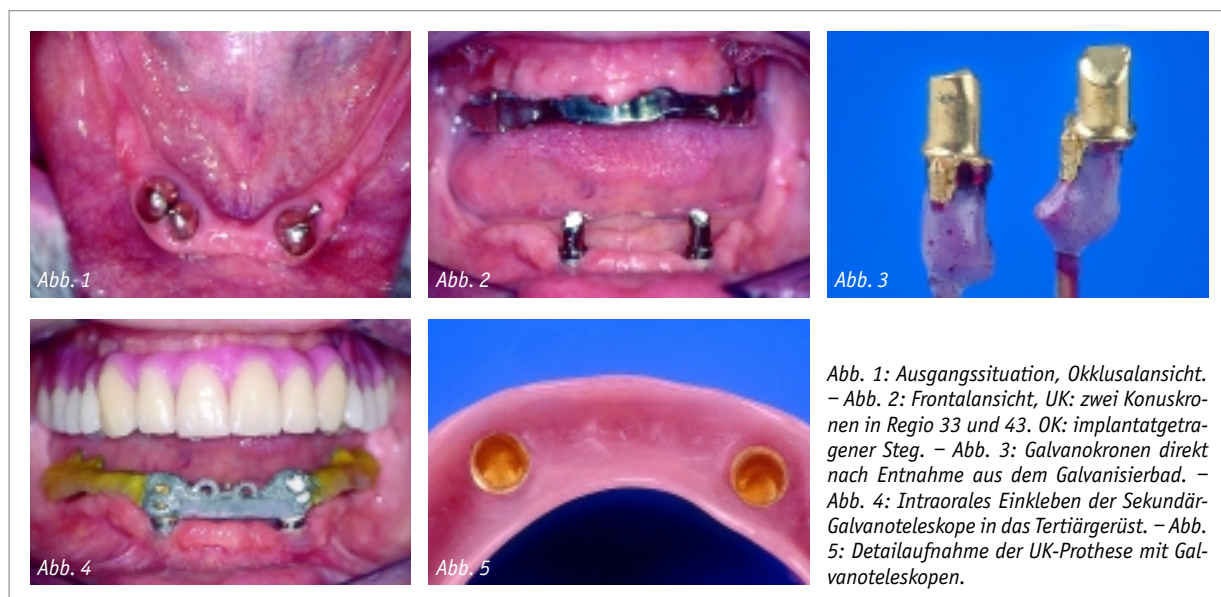 Abb. 1
Abb. 2
Abb. 3
Abb. 4
Abb. 5
Abb. 1: Ausgangssituation, Okklusalansicht.
– Abb. 2: Frontalansicht, UK: zwei Konuskro-
nen in Regio 33 und 43. OK: implantatgetra-
gener Steg. – Abb. 3: Galvanokronen direkt
nach Entnahme aus dem Galvanisierbad. –
Abb. 4: Intraorales Einkleben der Sekundär-
Galvanoteleskope in das Tertiärgerüst. – Abb.
5: Detailaufnahme der UK-Prothese mit Gal-
vanoteleskopen.